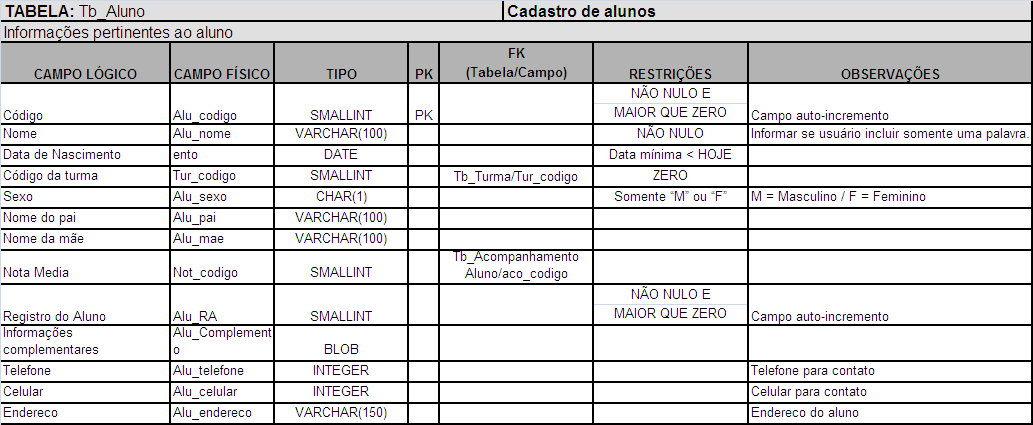 TABELA: Tb_Aluno Cadastro de alunos
Informações pertinentes ao aluno
CAMPO LÓGICO CAMPO FÍSICO TIPO PK FK (Tabela/Campo) RESTRIÇÕES OBSERVAÇÕES
Código Alu_codigo SMALLINT PK NÃO NULO E MAIOR QUE ZERO Campo auto-incremento
Nome Alu_nome VARCHAR(100) NÃO NULO Informar se usuário incluir somente uma palavra.
Data de Nascimento ento DATE Data mínima < HOJE
Código da turma Tur_codigo SMALLINT Tb_Turma/Tur_codigo ZERO
Sexo Alu_sexo CHAR(1) Somente “M” ou “F” M = Masculino / F = Feminino
Nome do pai Alu_pai VARCHAR(100)
Nome da mãe Alu_mae VARCHAR(100)
Nota Media Not_codigo SMALLINT Tb_Acompanhamento Aluno/aco_codigo
Registro do Aluno Alu_RA SMALLINT NÃO NULO E MAIOR QUE ZERO Campo auto-incremento
Informações complementares Alu_Complemento BLOB
Telefone Alu_telefone INTEGER Telefone para contato
Celular Alu_celular INTEGER Celular para contato
Endereco Alu_endereco VARCHAR(150) Endereco do aluno